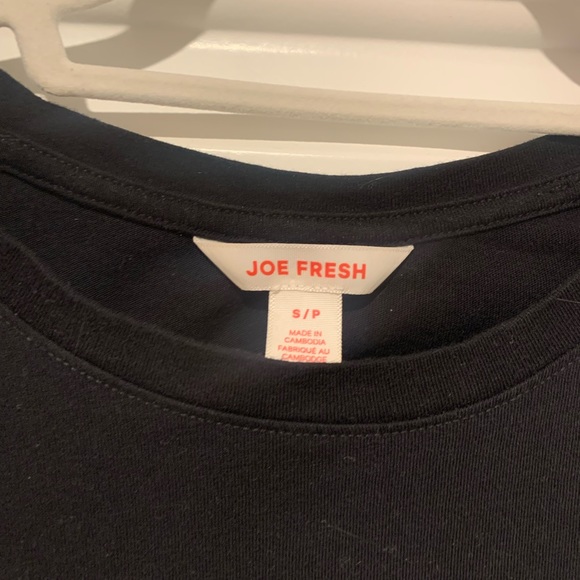 JOE FRESH
S/P
MADE IN
CAMBODIA
FABRIQUÉ AU
CAMBODGE